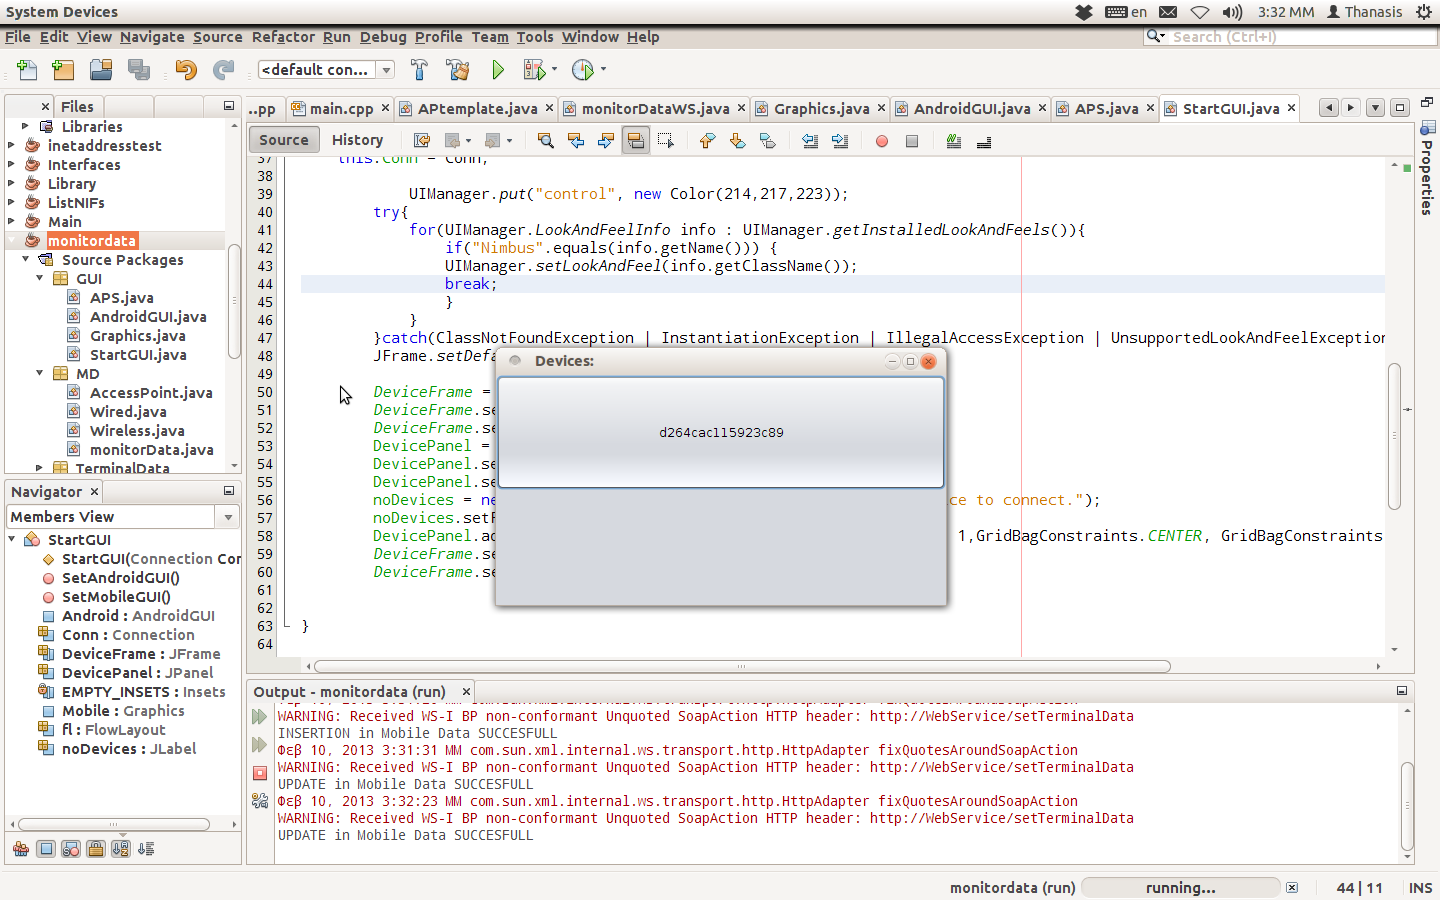 System Devices
en
3:32 MM
Thanasis
File Edit View Navigate Source Refactor Run Debug Profile Team Tools Window Help
Search (Ctrl+I)
<default con...
Files
..pp
main.cpp
APtemplate.java
monitorDataWS.java
Graphics.java
AndroidGUI.java
APS.java
StartGUI.java
Source
History
Properties
Libraries
inetaddresstest
Interfaces
Library
ListNIFs
Main
monitordata
Source Packages
GUI
APS.java
AndroidGUI.java
Graphics.java
StartGUI.java
MD
AccessPoint.java
Wired.java
Wireless.java
monitorData.java
TerminalData
37 this.Conn = Conn;
38
39 UIManager.put("control", new Color(214,217,223));
40 try{
41 for(UIManager.LookAndFeelInfo info : UIManager.getInstalledLookAndFeels()){
42 if("Nimbus".equals(info.getName())) {
43 UIManager.setLookAndFeel(info.getClassName());
44 break;
45 }
46 }
47 }catch(ClassNotFoundException | InstantiationException | IllegalAccessException | UnsupportedLookAndFeelException
48 JFrame.setDefa
49
50 DeviceFrame =
51 DeviceFrame.se
52 DeviceFrame.se
53 DevicePanel =
54 DevicePanel.se
55 DevicePanel.se
56 noDevices = ne ce to connect.");
57 noDevices.setF
58 DevicePanel.ad 1,GridBagConstraints.CENTER, GridBagConstraints
59 DeviceFrame.se
60 DeviceFrame.se
61
62
63 }
64
Devices:
d264cac115923c89
Navigator
Members View
StartGUI
StartGUI(Connection Cor
SetAndroidGUI()
SetMobileGUI()
Android : AndroidGUI
Conn : Connection
DeviceFrame : JFrame
DevicePanel : JPanel
EMPTY_INSETS : Insets
Mobile : Graphics
fl : FlowLayout
noDevices : JLabel
Output - monitordata (run)
WARNING: Received WS-I BP non-conformant Unquoted SoapAction HTTP header: http://WebService/setTerminalData
INSERTION in Mobile Data SUCCESFULL
Φεβ 10, 2013 3:31:31 MM com.sun.xml.internal.ws.transport.http.HttpAdapter fixQuotesAroundSoapAction
WARNING: Received WS-I BP non-conformant Unquoted SoapAction HTTP header: http://WebService/setTerminalData
UPDATE in Mobile Data SUCCESFULL
Φεβ 10, 2013 3:32:23 MM com.sun.xml.internal.ws.transport.http.HttpAdapter fixQuotesAroundSoapAction
WARNING: Received WS-I BP non-conformant Unquoted SoapAction HTTP header: http://WebService/setTerminalData
UPDATE in Mobile Data SUCCESFULL
monitordata (run)
running...
44 | 11
INS